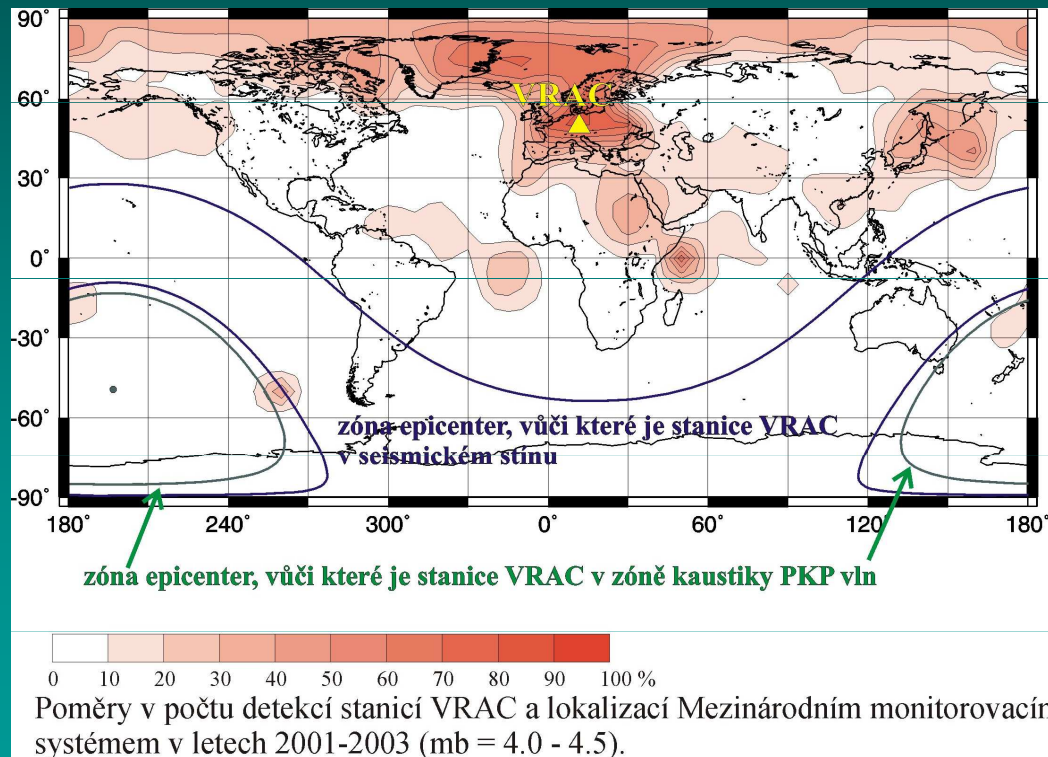 90˚
60˚
30˚
0˚
-30˚
-60˚
-90˚
VRAC
zóna epicenter, vůči které je stanice VRAC
v seismickém stínu
180˚ 240˚ 300˚ 0˚ 60˚ 120˚ 180˚
zóna epicenter, vůči které je stanice VRAC v zóně kaustiky PKP vln
0 10 20 30 40 50 60 70 80 90 100 %
Poměry v počtu detekcí stanicí VRAC a lokalizací Mezinárodním monitorovacím
systémem v letech 2001-2003 (mb = 4.0 - 4.5).